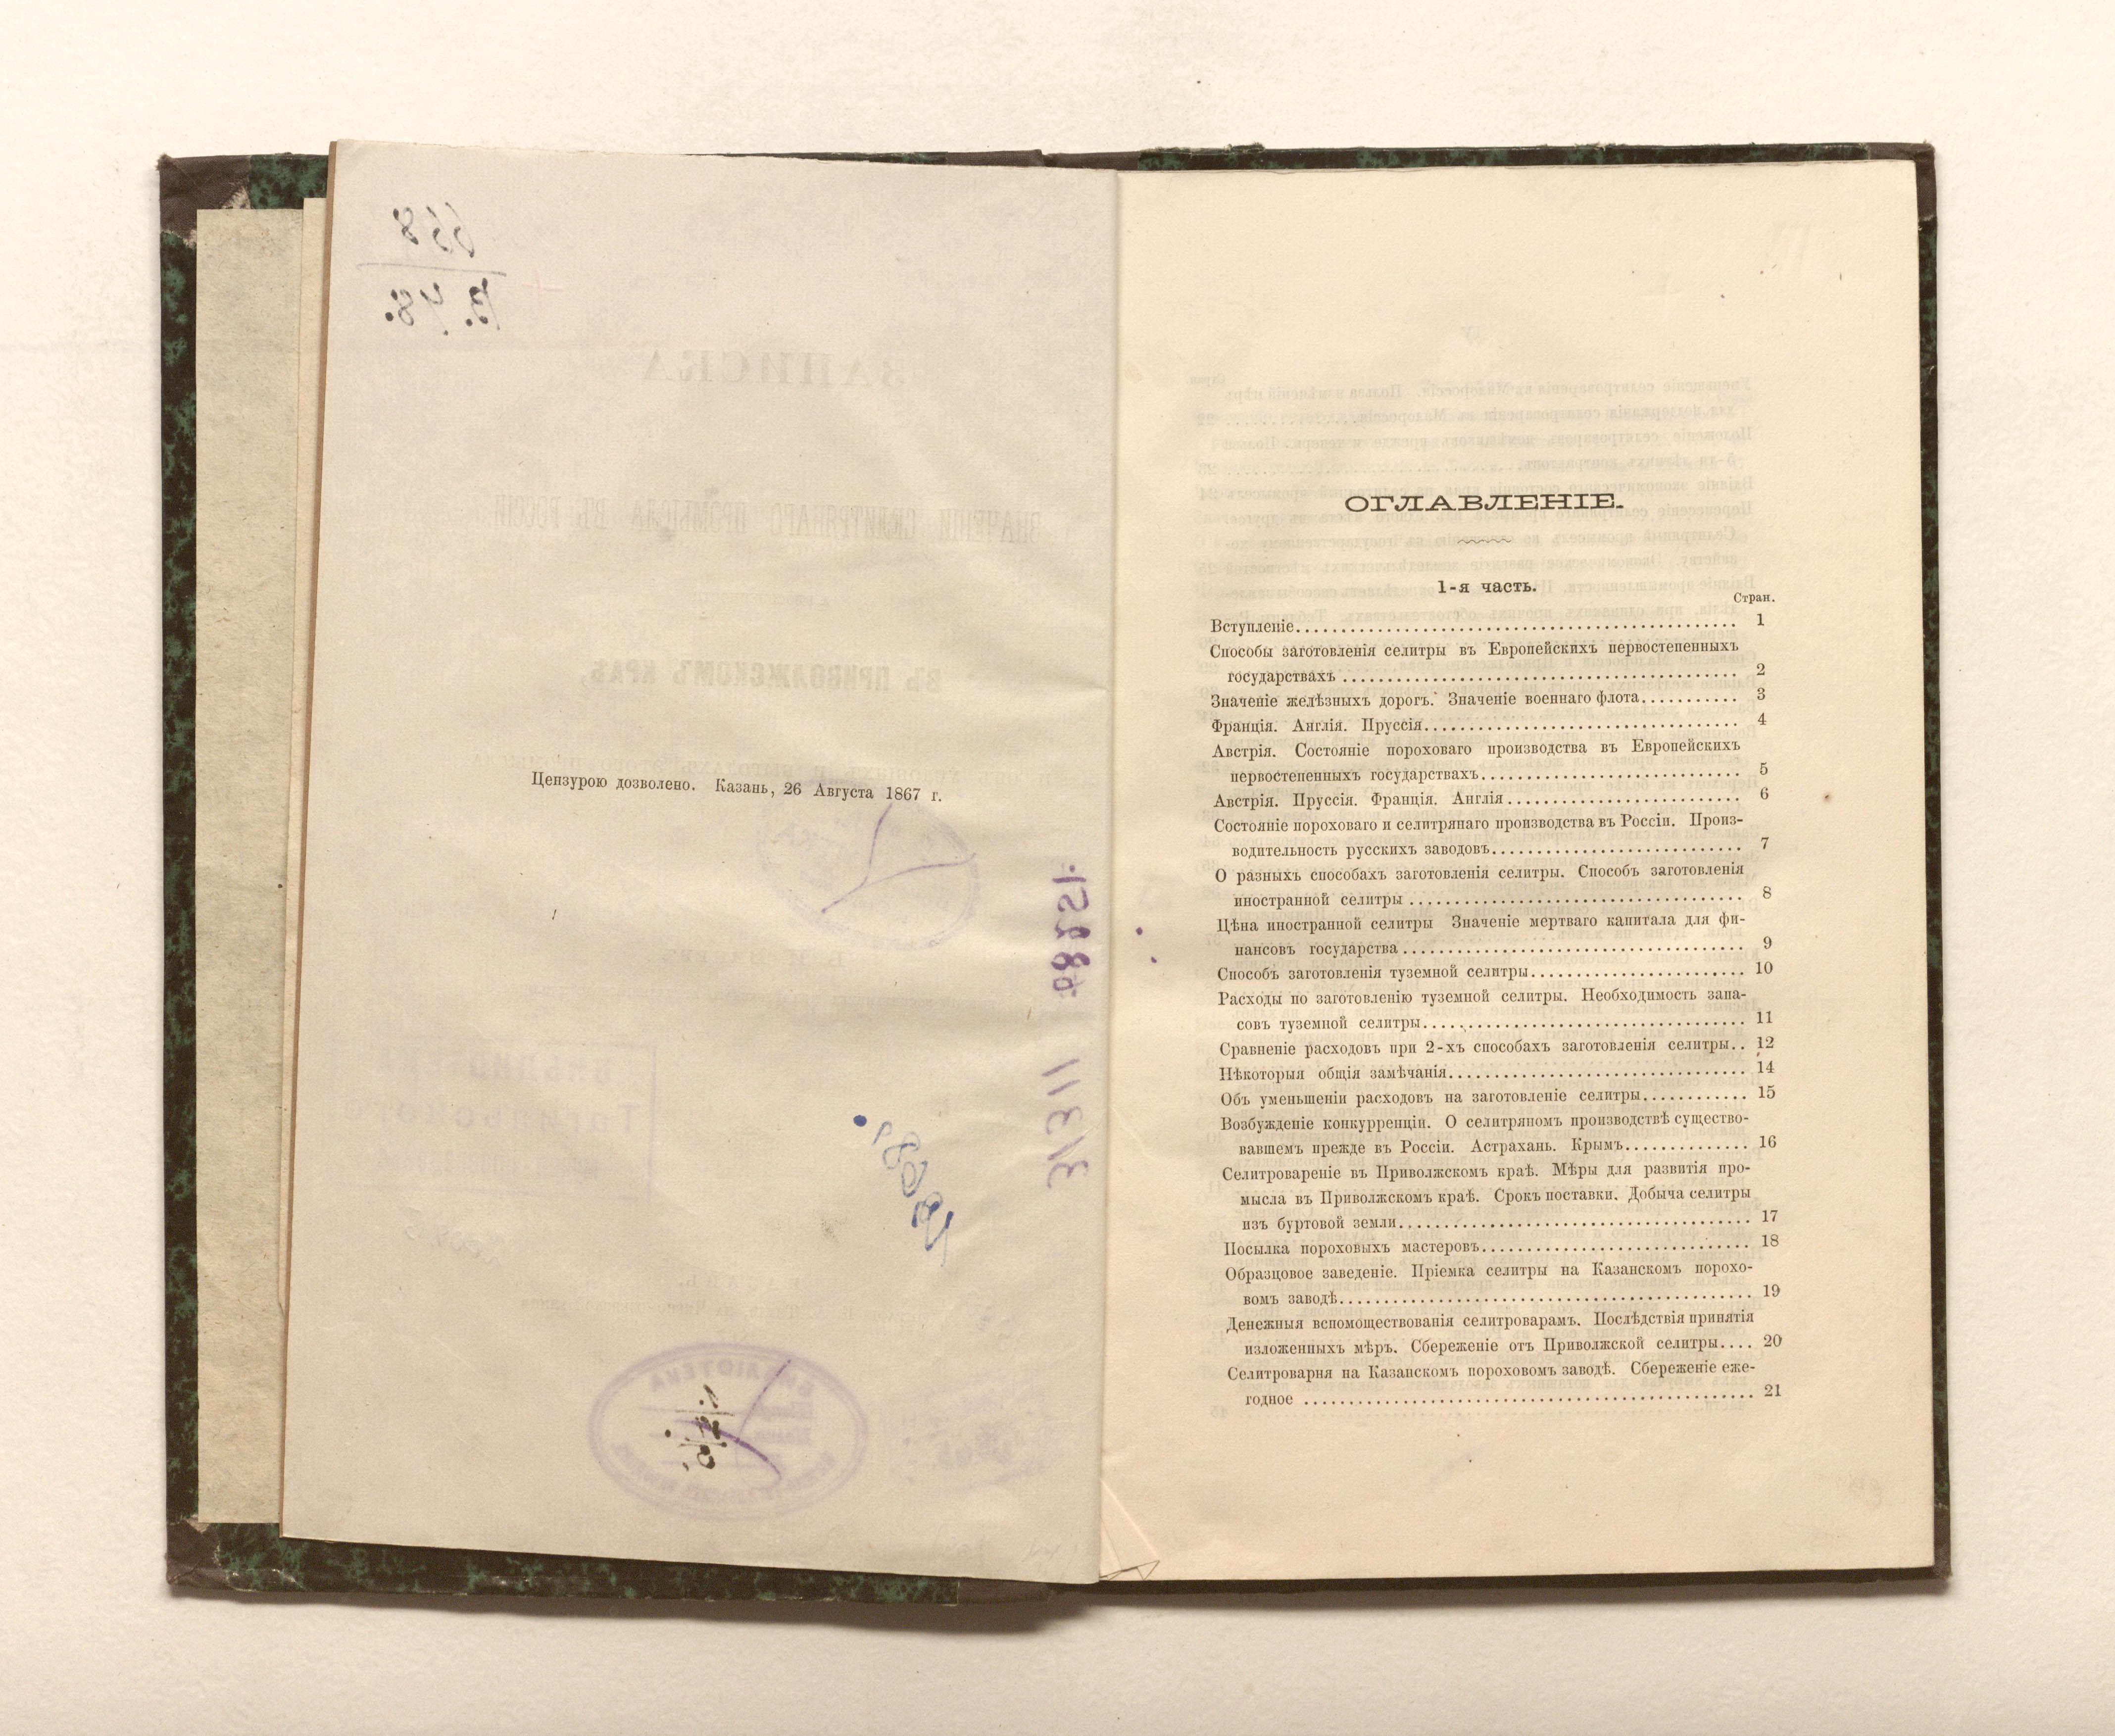 Цензурою дозволено. Казань, 26 Августа 1867 г.
ОГЛАВЛЕНІЕ.
1-я часть.
Стран.
Вступленіе.................................................. 1
Способы заготовленія селитры въ Европейскихъ первостепенныхъ
государствахъ ............................................. 2
Значеніе желѣзныхъ дорогъ. Значеніе военнаго флота........... 3
Франція. Англія. Пруссія.................................... 4
Австрія. Состояніе пороховаго производства въ Европейскихъ
первостепенныхъ государствахъ.............................. 5
Австрія. Пруссія. Франція. Англія........................... 6
Состояніе пороховаго и селитрянаго производства въ Россіи. Произ-
водительность русскихъ заводовъ............................. 7
О разныхъ способахъ заготовленія селитры. Способъ заготовленія
иностранной селитры ...................................... 8
Цѣна иностранной селитры Значеніе мертваго капитала для фи-
нансовъ государства ....................................... 9
Способъ заготовленія туземной селитры........................ 10
Расходы по заготовленію туземной селитры. Необходимость запа-
совъ туземной селитры..................................... 11
Сравненіе расходовъ при 2-хъ способахъ заготовленія селитры.. 12
Нѣкоторыя общія замѣчанія.................................. 14
Объ уменьшеніи расходовъ на заготовленіе селитры............ 15
Возбужденіе конкурренціи. О селитряномъ производствѣ существо-
вавшемъ прежде въ Россіи. Астрахань. Крымъ.............. 16
Селитровареніе въ Приволжскомъ краѣ. Мѣры для развитія про-
мысла въ Приволжскомъ краѣ. Срокъ поставки. Добыча селитры
изъ буртовой земли........................................ 17
Посылка пороховыхъ мастеровъ............................... 18
Образцовое заведеніе. Пріемка селитры на Казанскомъ порохо-
вомъ заводѣ............................................... 19
Денежныя вспомоществованія селитроварамъ. Послѣдствія принятія
изложенныхъ мѣръ. Сбереженіе отъ Приволжской селитры.... 20
Селитроварня на Казанскомъ пороховомъ заводѣ. Сбереженіе еже-
годное ................................................... 21